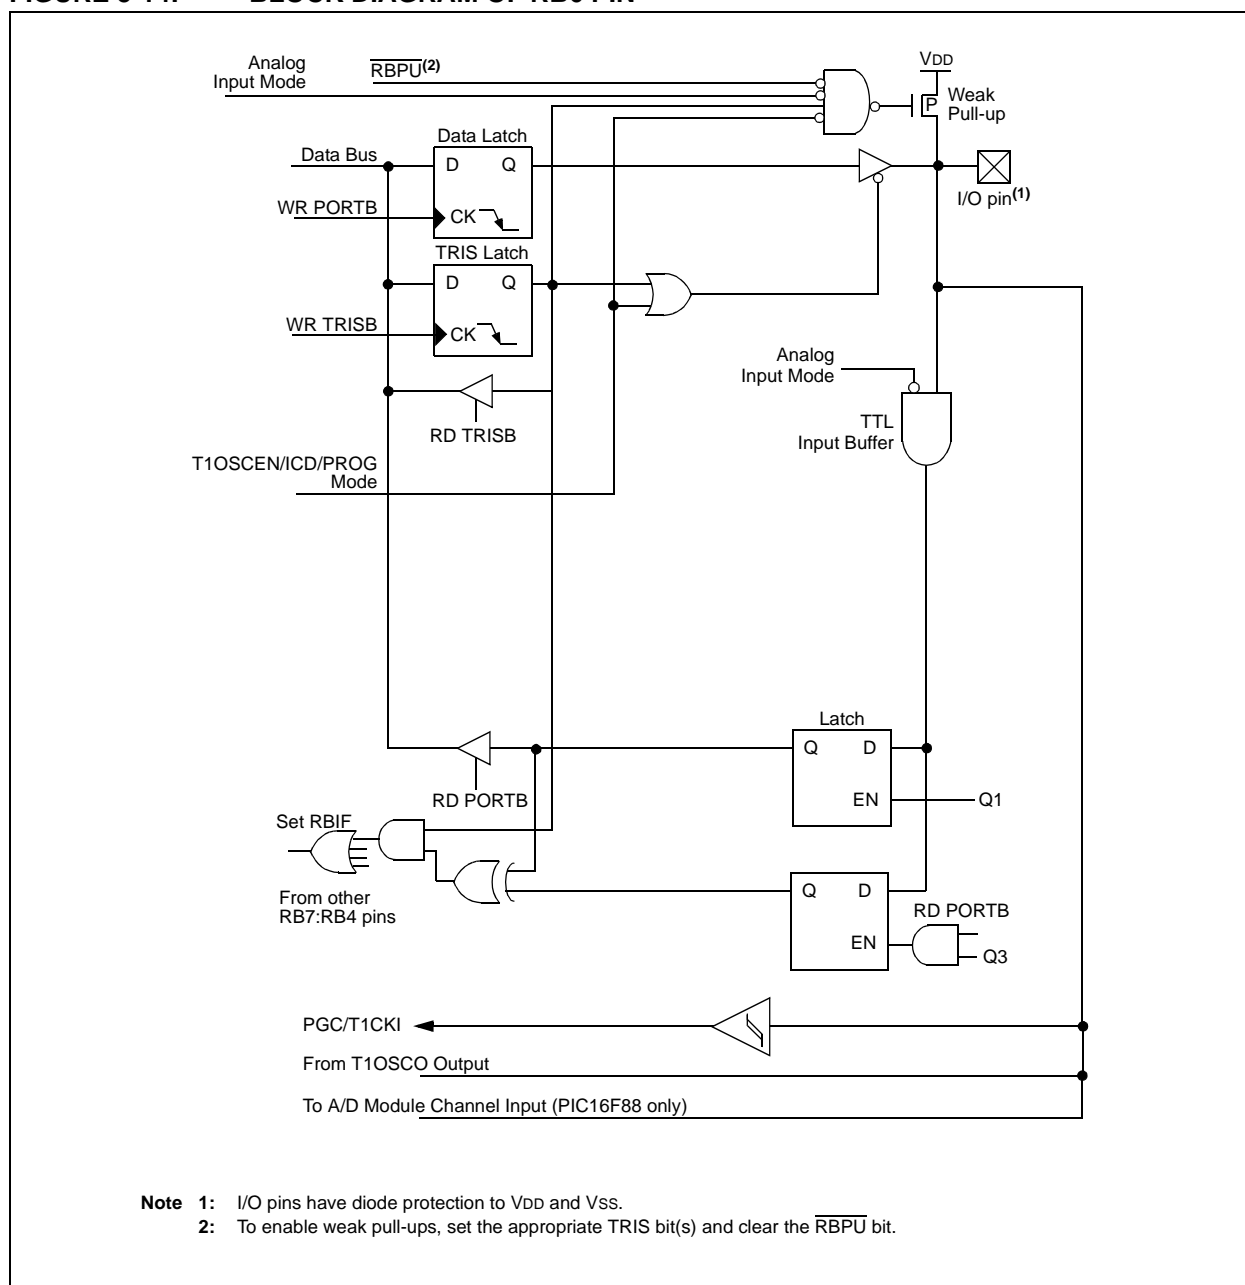 Analog
Input Mode
RBPU(2)
VDD
P
Weak
Pull-up
Data Latch
Data Bus
D Q
I/O pin(1)
WR PORTB
CK
TRIS Latch
D Q
WR TRISB
CK
Analog
Input Mode
TTL
Input Buffer
RD TRISB
T1OSCEN/ICD/PROG
Mode
Latch
Q D
RD PORTB
EN
Q1
Set RBIF
From other
RB7:RB4 pins
Q D
RD PORTB
EN
Q3
PGC/T1CKI
From T1OSCO Output
To A/D Module Channel Input (PIC16F88 only)
Note 1: I/O pins have diode protection to VDD and VSS.
2: To enable weak pull-ups, set the appropriate TRIS bit(s) and clear the RBPU bit.